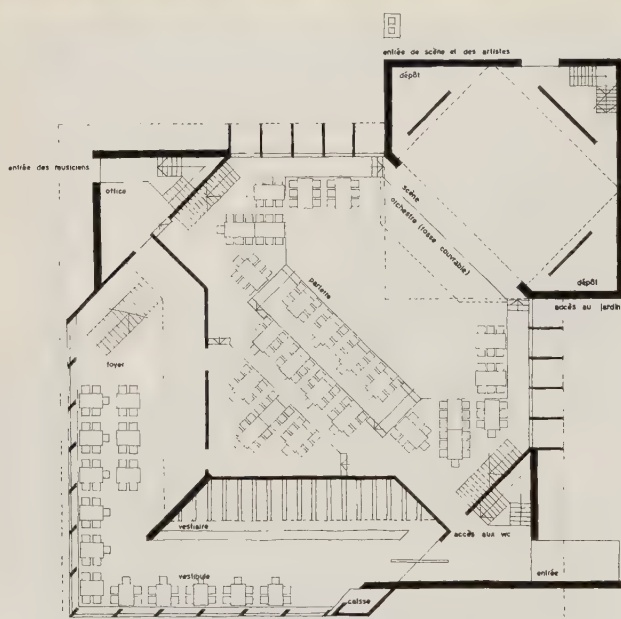 entrée de scène et des artistes
dépôt
entrée des musiciens
office
scène
orchestre (fosse couvrable)
parterre
dépôt
accès au jardin
foyer
vestiaire
accès aux wc
vestibule
entrée
caisse